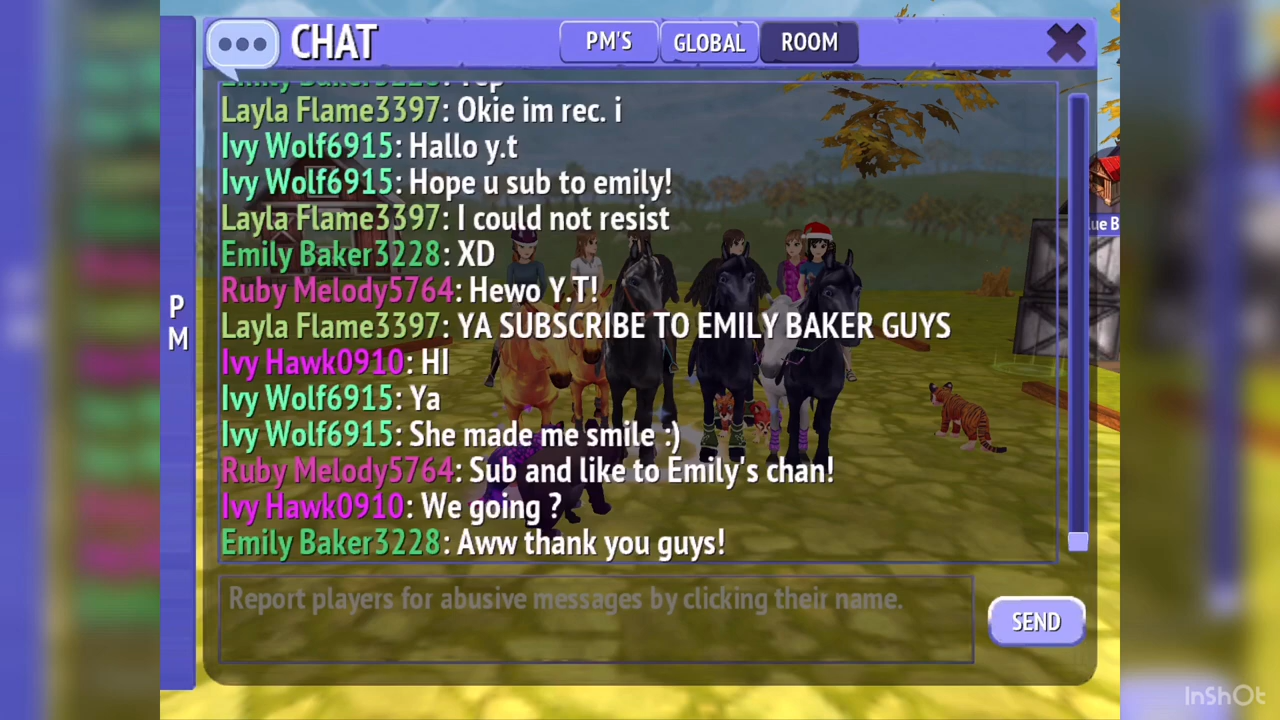 CHAT
PM'S
GLOBAL
ROOM
Emily Baker3228: Yep
Layla Flame3397: Okie im rec. i
Ivy Wolf6915: Hallo y.t
Ivy Wolf6915: Hope u sub to emily!
Layla Flame3397: I could not resist
Emily Baker3228: XD
Ruby Melody5764: Hewo Y.T!
Layla Flame3397: YA SUBSCRIBE TO EMILY BAKER GUYS
Ivy Hawk0910: HI
Ivy Wolf6915: Ya
Ivy Wolf6915: She made me smile :)
Ruby Melody5764: Sub and like to Emily's chan!
Ivy Hawk0910: We going ?
Emily Baker3228: Aww thank you guys!
PM
Report players for abusive messages by clicking their name.
SEND
InShOt